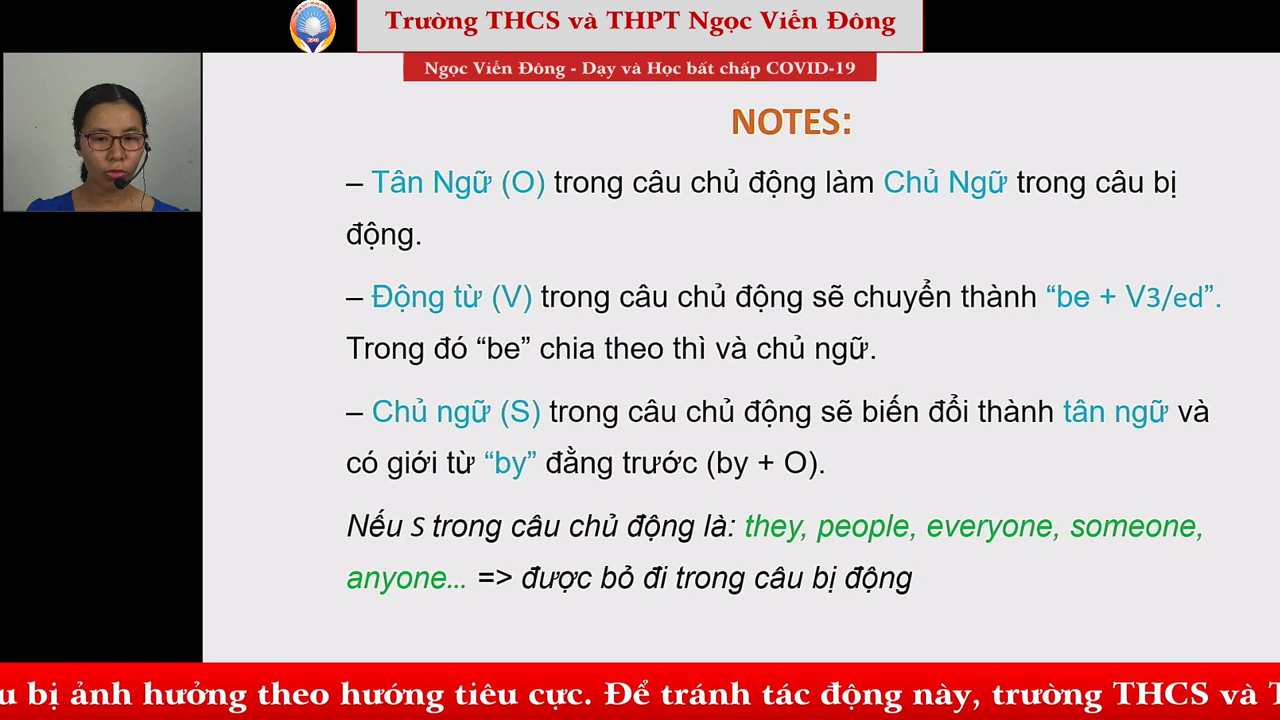 Trường THCS và THPT Ngọc Viễn Đông
Ngọc Viễn Đông - Dạy và Học bất chấp COVID-19
NOTES:
– Tân Ngữ (O) trong câu chủ động làm Chủ Ngữ trong câu bị
động.
– Động từ (V) trong câu chủ động sẽ chuyển thành “be + V3/ed”.
Trong đó “be” chia theo thì và chủ ngữ.
– Chủ ngữ (S) trong câu chủ động sẽ biến đổi thành tân ngữ và
có giới từ “by” đằng trước (by + O).
Nếu S trong câu chủ động là: they, people, everyone, someone,
anyone... => được bỏ đi trong câu bị động
u bị ảnh hưởng theo hướng tiêu cực. Để tránh tác động này, trường THCS và T